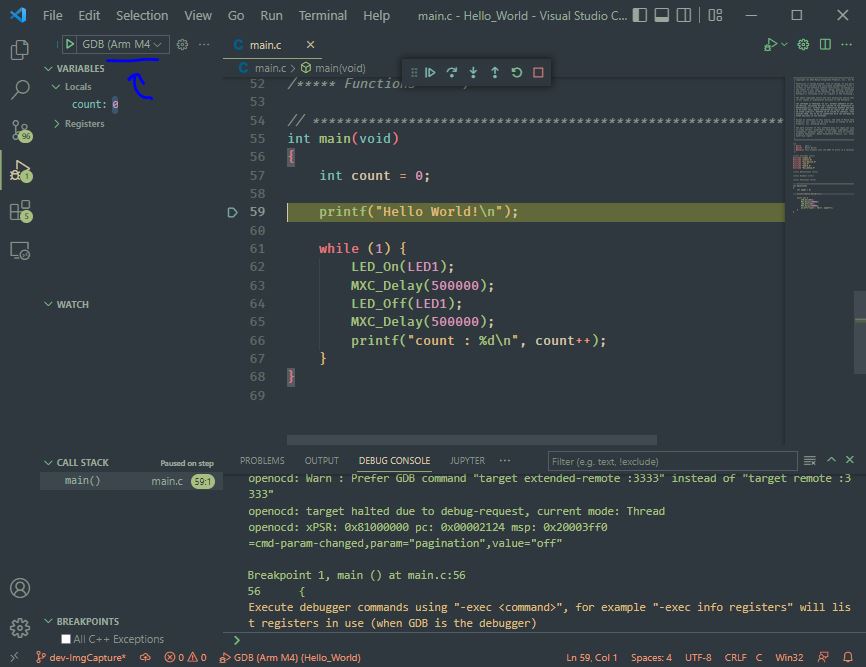 File Edit Selection View Go Run Terminal Help main.c - Hello_World - Visual Studio C...
GDB (Arm M4
main.c
main.c > main(void)
VARIABLES
Locals
count: 0
Registers
96
1
5
WATCH
CALL STACK Paused on step
main() main.c 59:1
BREAKPOINTS
All C++ Exceptions
52 /***** Functions
53
54 // ************************************************************
55 int main(void)
56 {
57 int count = 0;
58
59 printf("Hello World!\n");
60
61 while (1) {
62 LED_On(LED1);
63 MXC_Delay(500000);
64 LED_Off(LED1);
65 MXC_Delay(500000);
66 printf("count : %d\n", count++);
67 }
68 }
69
PROBLEMS OUTPUT DEBUG CONSOLE JUPYTER ··· Filter (e.g. text, !exclude)
openocd: Warn : Prefer GDB command "target extended-remote :3333" instead of "target remote :3
333"
openocd: target halted due to debug-request, current mode: Thread
openocd: xPSR: 0x81000000 pc: 0x00002124 msp: 0x20003ff0
=cmd-param-changed,param="pagination",value="off"
Breakpoint 1, main () at main.c:56
56 {
Execute debugger commands using "-exec <command>", for example "-exec info registers" will lis
t registers in use (when GDB is the debugger)
>
dev-ImgCapture* 0 0 GDB (Arm M4) (Hello_World) Ln 59, Col 1 Spaces: 4 UTF-8 CRLF C Win32